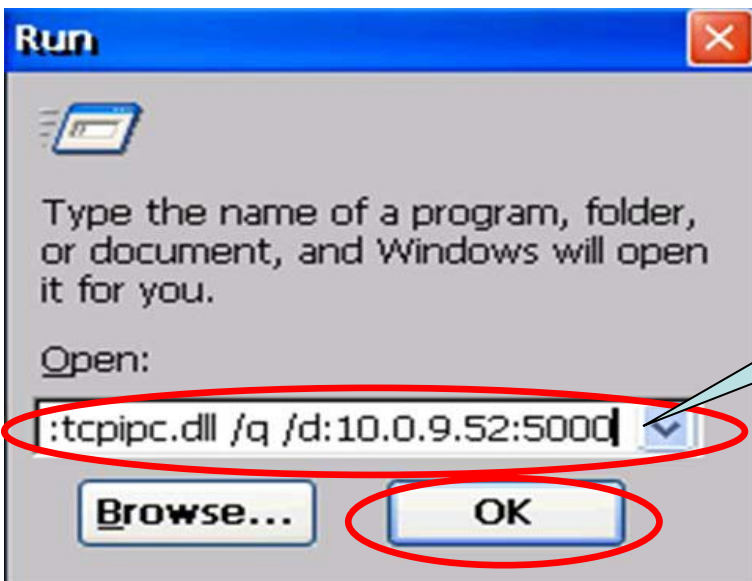 Run
Type the name of a program, folder,
or document, and Windows will open
it for you.
Open:
:tcpipc.dll /q /d:10.0.9.52:5000
Browse...
OK